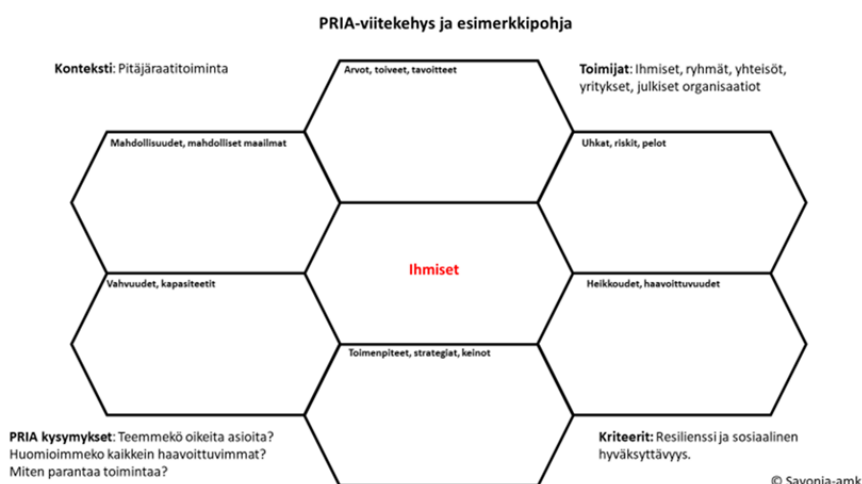 PRIA-viitekehys ja esimerkkipohja
Konteksti: Pitäjäraatitoiminta
Arvot, toiveet, tavoitteet
Toimijat: Ihmiset, ryhmät, yhteisöt,
yritykset, julkiset organisaatiot
Mahdollisuudet, mahdolliset maailmat
Uhkat, riskit, pelot
Ihmiset
Vahvuudet, kapasiteetit
Heikkoudet, haavoittuvuudet
Toimenpiteet, strategiat, keinot
PRIA kysymykset: Teemmekö oikeita asioita?
Huomioimmeko kaikkein haavoittuvimmat?
Miten parantaa toimintaa?
Kriteerit: Resilienssi ja sosiaalinen
hyväksyttävyys.
© Savonia-amk